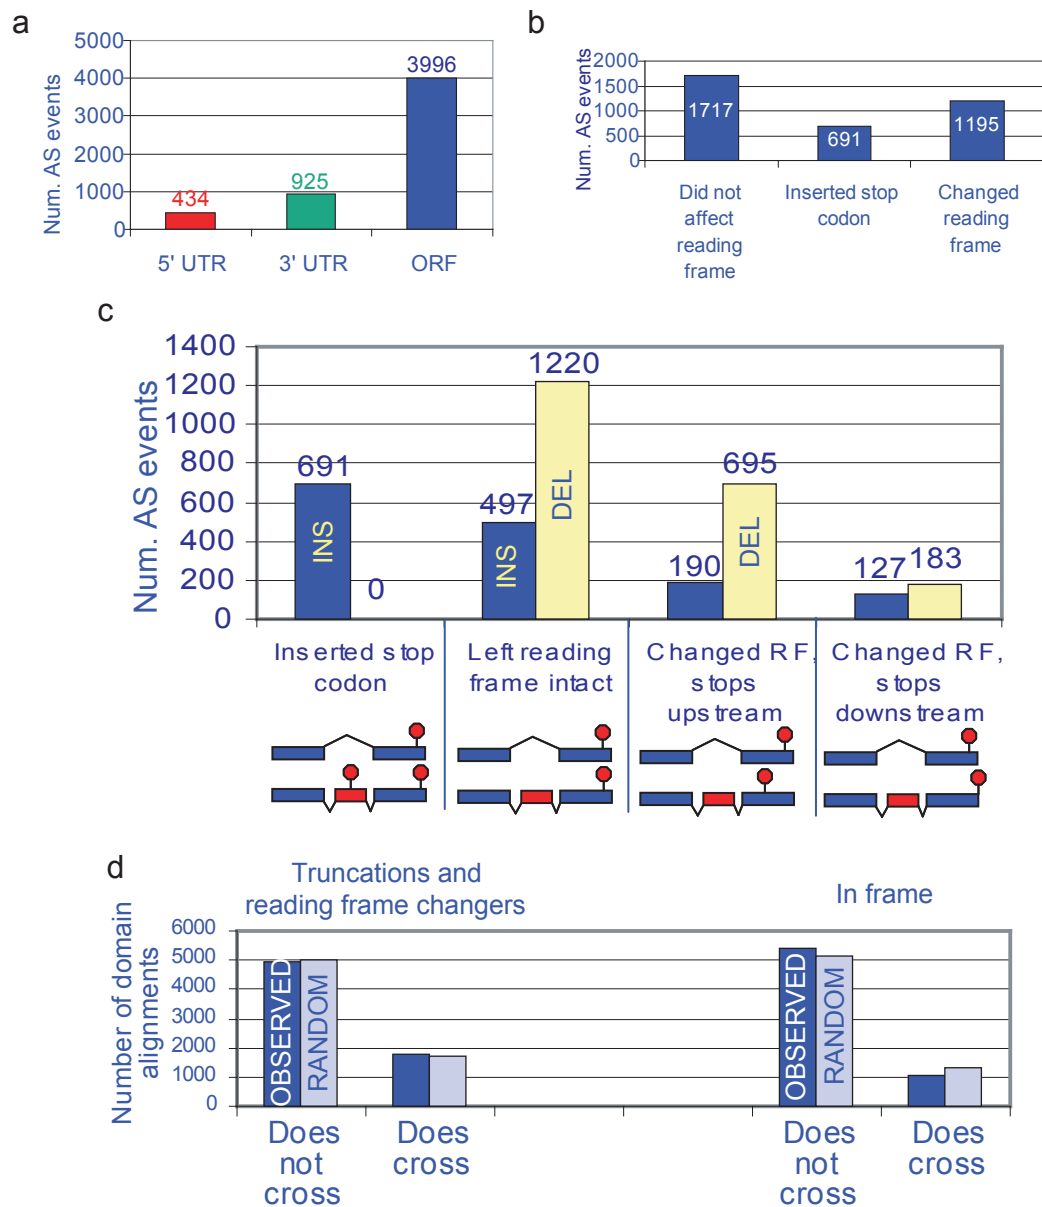 a
Num. AS events
5000
4000
3000
2000
1000
0
434
925
3996
5' UTR
3' UTR
ORF
b
Num. AS events
2000
1500
1000
500
0
1717
691
1195
Did not
affect
reading
frame
Inserted stop
codon
Changed
reading
frame
c
Num. AS events
1400
1200
1000
800
600
400
200
0
691
INS
0
497
INS
1220
DEL
190
695
DEL
127
183
Inserted stop
codon
Left reading
frame intact
Changed RF,
stops
upstream
Changed RF,
stops
downstream
d
Truncations and
reading frame changers
In frame
Number of domain
alignments
6000
5000
4000
3000
2000
1000
0
OBSERVED
RANDOM
OBSERVED
RANDOM
Does
not
cross
Does
cross
Does
not
cross
Does
cross